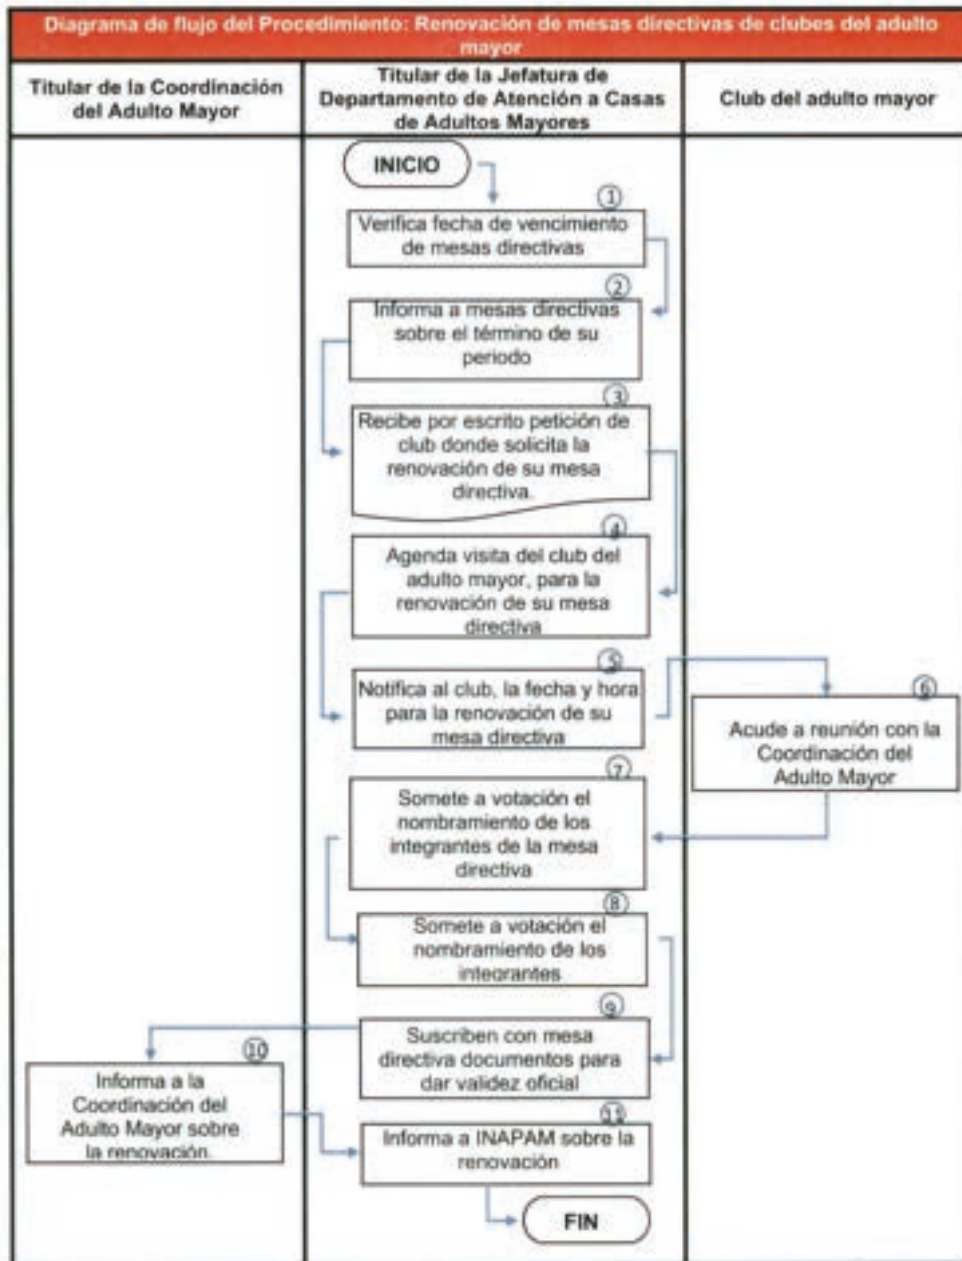 Diagrama de flujo del Procedimiento: Renovación de mesas directivas de clubes del adulto
mayor
Titular de la Coordinación
del Adulto Mayor
Titular de la Jefatura de
Departamento de Atención a Casas
de Adultos Mayores
Club del adulto mayor
INICIO
1
Verifica fecha de vencimiento
de mesas directivas
2
Informa a mesas directivas
sobre el término de su
periodo
3
Recibe por escrito petición de
club donde solicita la
renovación de su mesa
directiva.
4
Agenda visita del club del
adulto mayor, para la
renovación de su mesa
directiva
5
Notifica al club, la fecha y hora
para la renovación de su
mesa directiva
6
Acude a reunión con la
Coordinación del
Adulto Mayor
7
Somete a votación el
nombramiento de los
integrantes de la mesa
directiva
8
Somete a votación el
nombramiento de los
integrantes
9
Suscriben con mesa
directiva documentos para
dar validez oficial
10
Informa a la
Coordinación del
Adulto Mayor sobre
la renovación.
11
Informa a INAPAM sobre la
renovación
FIN